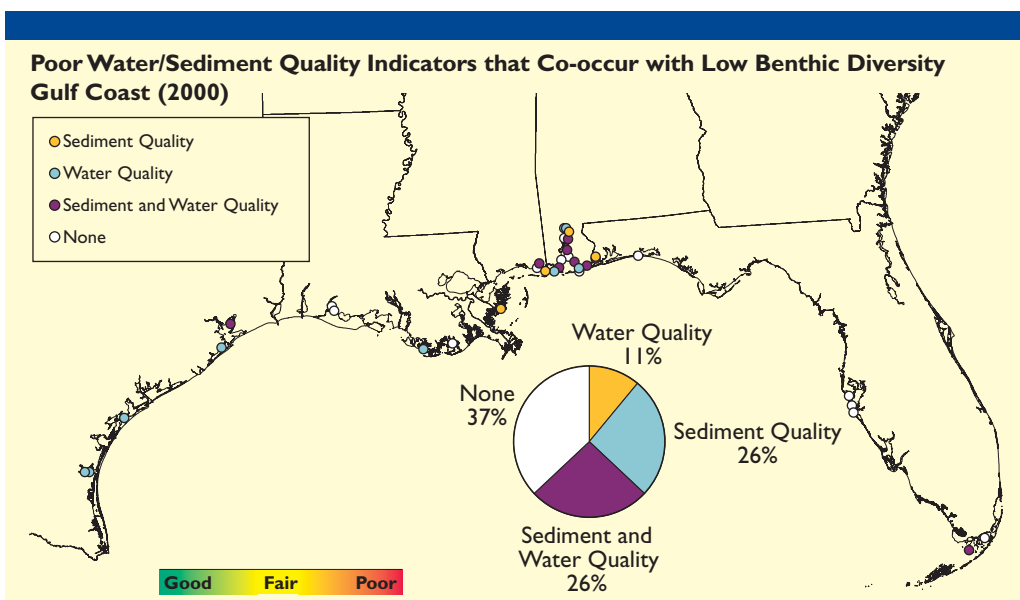 Poor Water/Sediment Quality Indicators that Co-occur with Low Benthic Diversity
Gulf Coast (2000)
Sediment Quality
Water Quality
Sediment and Water Quality
None
Water Quality
11%
None
37%
Sediment Quality
26%
Sediment and
Water Quality
26%
Good Fair Poor